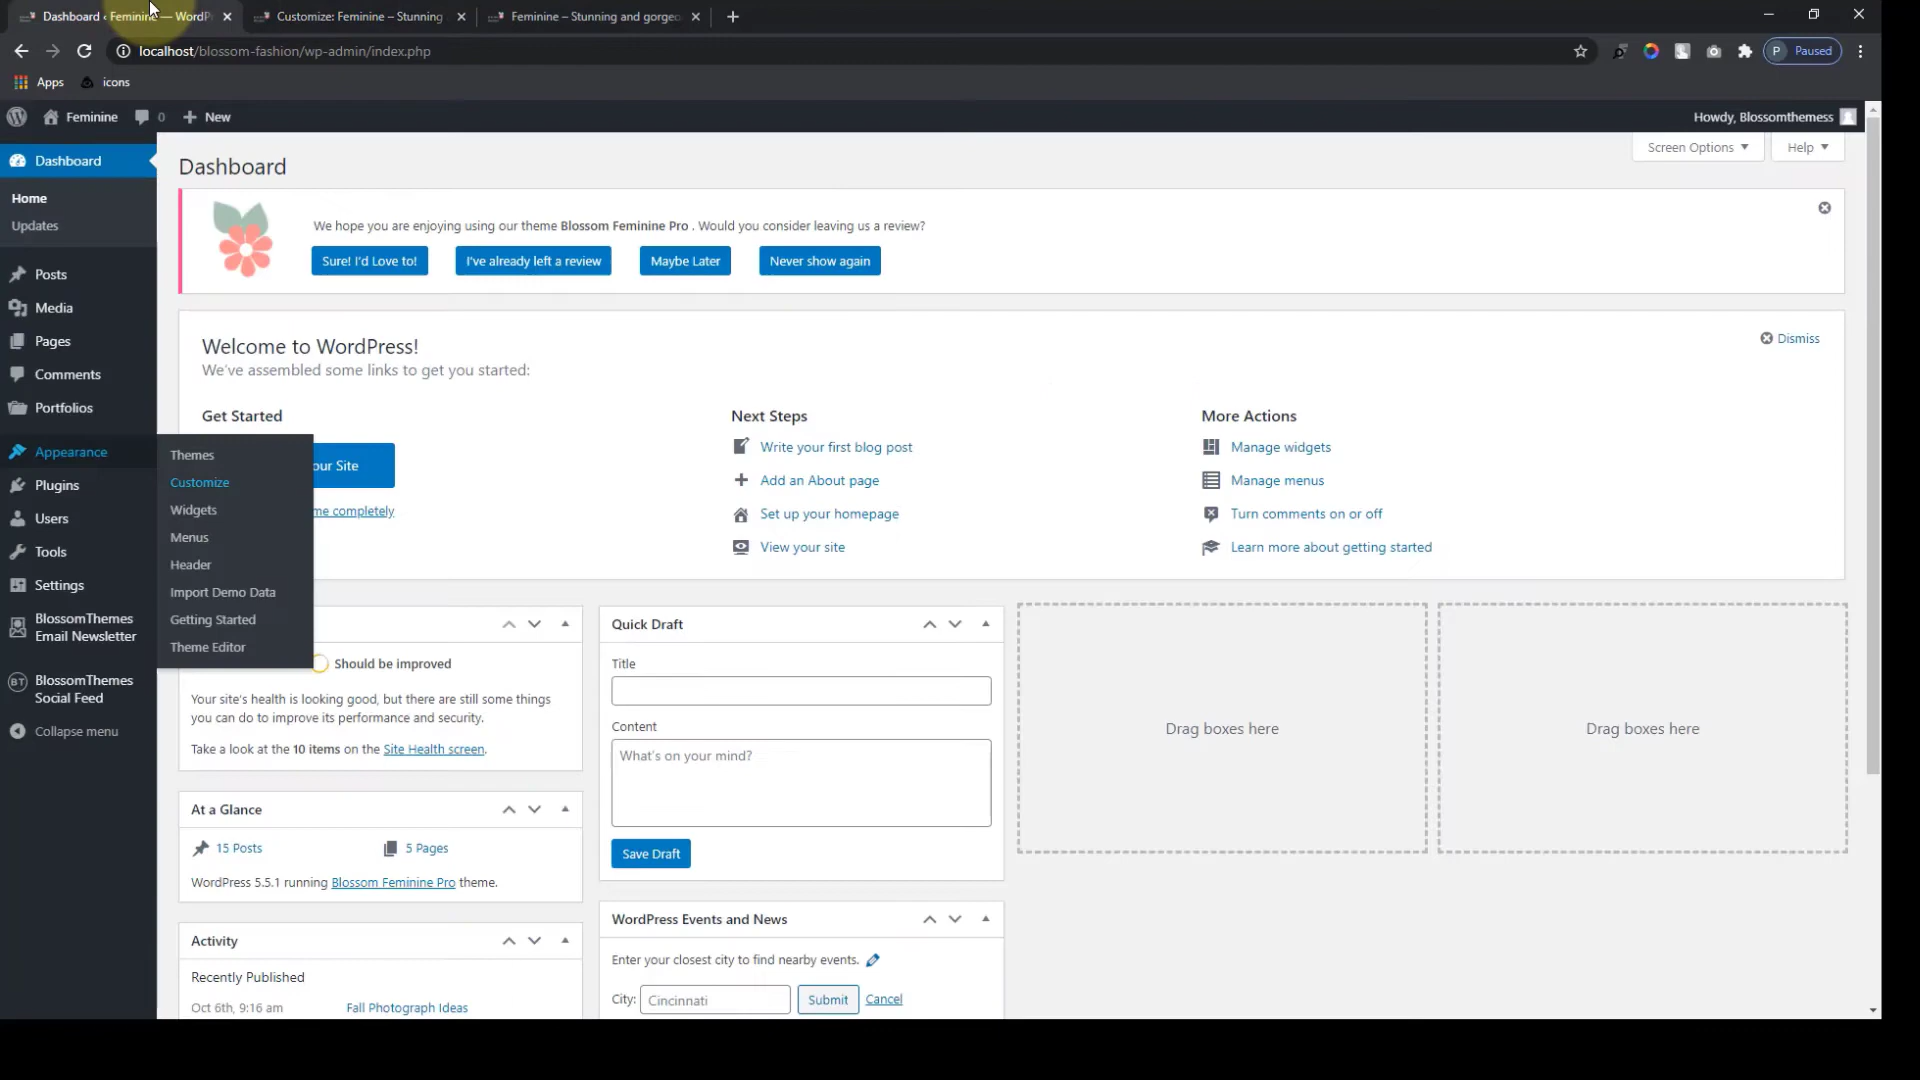 Dashboard ‹ Feminine — WordP
Customize: Feminine – Stunning
Feminine – Stunning and gorgeo
localhost/blossom-fashion/wp-admin/index.php
P Paused
Apps
icons
Feminine
0
New
Howdy, Blossomthemess
Dashboard
Home
Updates
Posts
Media
Pages
Comments
Portfolios
Appearance
Plugins
Users
Tools
Settings
BlossomThemes
Email Newsletter
BT
BlossomThemes
Social Feed
Collapse menu
Themes
Customize
Widgets
Menus
Header
Import Demo Data
Getting Started
Theme Editor
Dashboard
Screen Options
Help
We hope you are enjoying using our theme Blossom Feminine Pro . Would you consider leaving us a review?
Sure! I'd Love to!
I've already left a review
Maybe Later
Never show again
Welcome to WordPress!
We've assembled some links to get you started:
Dismiss
Get Started
our Site
me completely
Next Steps
Write your first blog post
Add an About page
Set up your homepage
View your site
More Actions
Manage widgets
Manage menus
Turn comments on or off
Learn more about getting started
Should be improved
Your site's health is looking good, but there are still some things
you can do to improve its performance and security.
Take a look at the 10 items on the Site Health screen.
At a Glance
15 Posts
5 Pages
WordPress 5.5.1 running Blossom Feminine Pro theme.
Activity
Recently Published
Oct 6th, 9:16 am
Fall Photograph Ideas
Quick Draft
Title
Content
What's on your mind?
Save Draft
WordPress Events and News
Enter your closest city to find nearby events.
City:
Cincinnati
Submit
Cancel
Drag boxes here
Drag boxes here